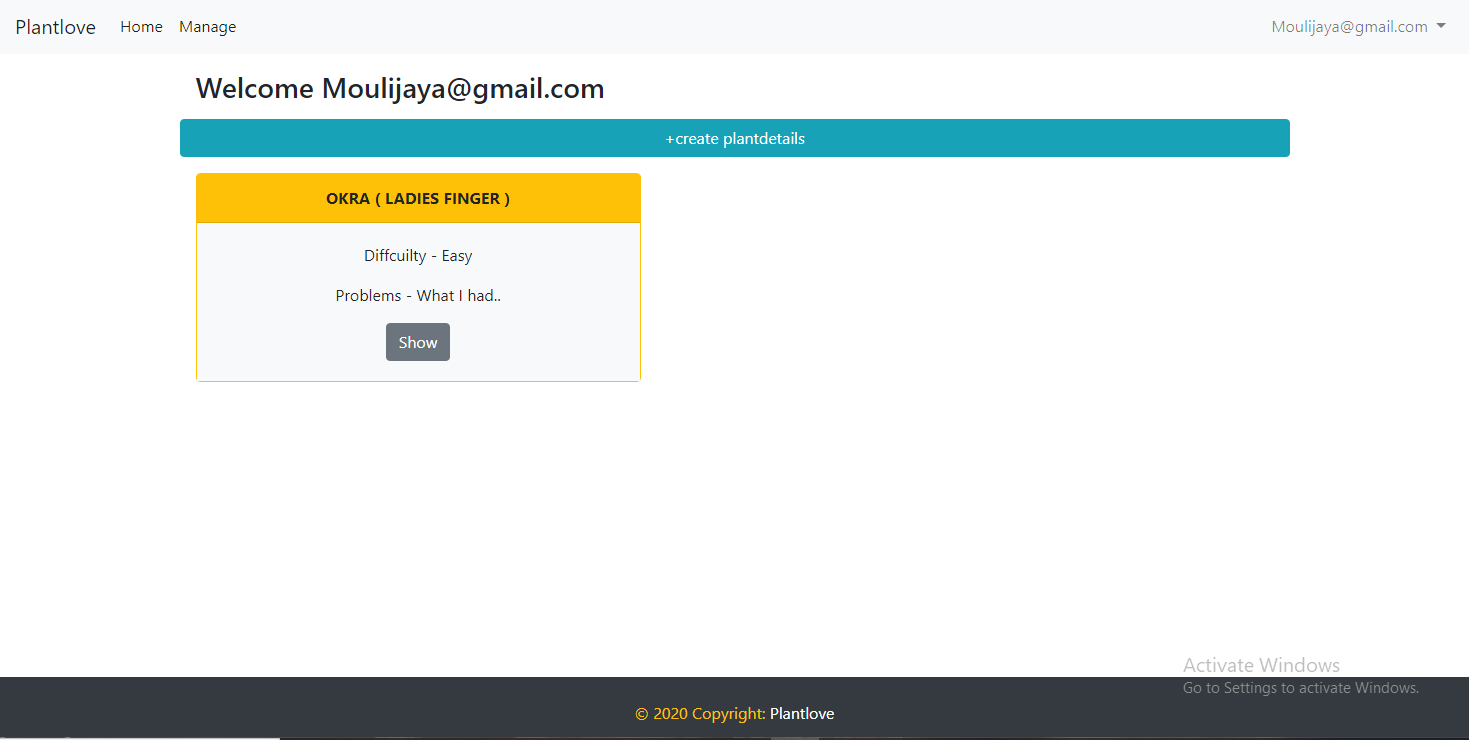 Plantlove Home Manage Moulijaya@gmail.com
Welcome Moulijaya@gmail.com
+create plantdetails
OKRA ( LADIES FINGER )
Diffcuilty - Easy
Problems - What I had..
Show
Activate Windows
Go to Settings to activate Windows.
© 2020 Copyright: Plantlove